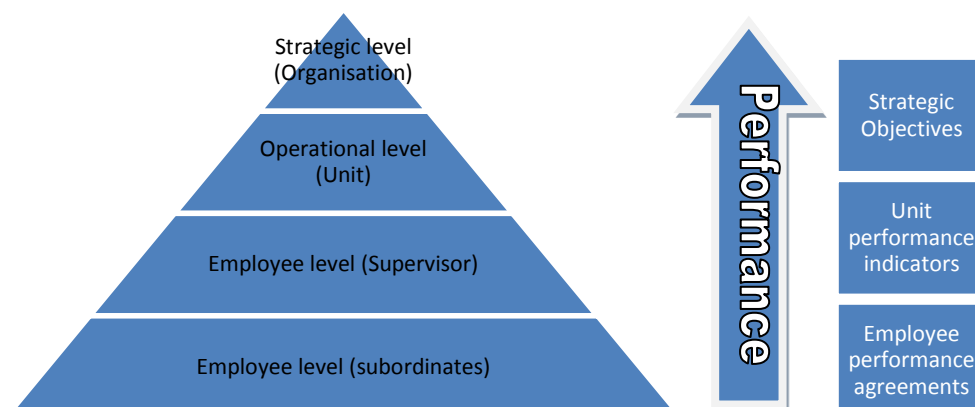 Strategic level
(Organisation)
Operational level
(Unit)
Employee level (Supervisor)
Employee level (subordinates)
Performance
Strategic
Objectives
Unit
performance
indicators
Employee
performance
agreements